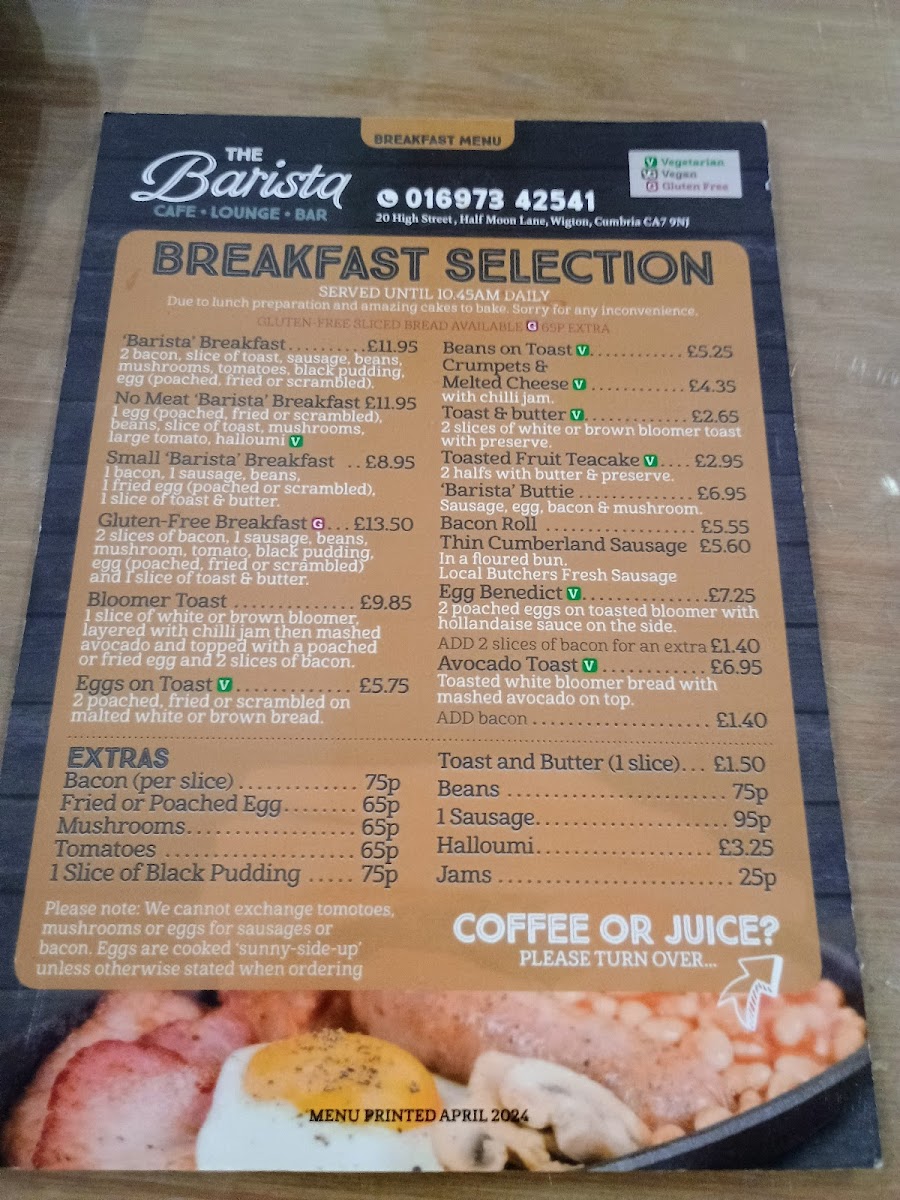 BREAKFAST MENU
THE
Barista
CAFE • LOUNGE • BAR
016973 42541
20 High Street, Half Moon Lane, Wigton, Cumbria CA7 9NJ
V Vegetarian
VG Vegan
G Gluten Free
BREAKFAST SELECTION
SERVED UNTIL 10.45AM DAILY
Due to lunch preparation and amazing cakes to bake. Sorry for any inconvenience.
GLUTEN-FREE SLICED BREAD AVAILABLE G 65P EXTRA
'Barista' Breakfast..........£11.95
2 bacon, slice of toast, sausage, beans,
mushrooms, tomatoes, black pudding,
egg (poached, fried or scrambled).
No Meat 'Barista' Breakfast £11.95
1 egg (poached, fried or scrambled),
beans, slice of toast, mushrooms,
large tomato, halloumi V
Small 'Barista' Breakfast ..£8.95
1 bacon, 1 sausage, beans,
1 fried egg (poached or scrambled),
1 slice of toast & butter.
Gluten-Free Breakfast G... £13.50
2 slices of bacon, 1 sausage, beans,
mushroom, tomato, black pudding,
egg (poached, fried or scrambled)
and 1 slice of toast & butter.
Bloomer Toast .............. £9.85
1 slice of white or brown bloomer,
layered with chilli jam then mashed
avocado and topped with a poached
or fried egg and 2 slices of bacon.
Eggs on Toast V.............. £5.75
2 poached, fried or scrambled on
malted white or brown bread.
Beans on Toast V............ £5.25
Crumpets &
Melted Cheese V ............ £4.35
with chilli jam.
Toast & butter V............ £2.65
2 slices of white or brown bloomer toast
with preserve.
Toasted Fruit Teacake V.... £2.95
2 halfs with butter & preserve.
'Barista' Buttie ............. £6.95
Sausage, egg, bacon & mushroom.
Bacon Roll .................. £5.55
Thin Cumberland Sausage £5.60
In a floured bun.
Local Butchers Fresh Sausage
Egg Benedict V...............£7.25
2 poached eggs on toasted bloomer with
hollandaise sauce on the side.
ADD 2 slices of bacon for an extra £1.40
Avocado Toast V ............ £6.95
Toasted white bloomer bread with
mashed avocado on top.
ADD bacon .................... £1.40
EXTRAS
Bacon (per slice) ............. 75p
Fried or Poached Egg........ 65p
Mushrooms................... 65p
Tomatoes ..................... 65p
1 Slice of Black Pudding ..... 75p
Toast and Butter (1 slice)... £1.50
Beans ......................... 75p
1 Sausage...................... 95p
Halloumi..................... £3.25
Jams .......................... 25p
Please note: We cannot exchange tomotoes,
mushrooms or eggs for sausages or
bacon. Eggs are cooked 'sunny-side-up'
unless otherwise stated when ordering
COFFEE OR JUICE?
PLEASE TURN OVER...
MENU PRINTED APRIL 2024